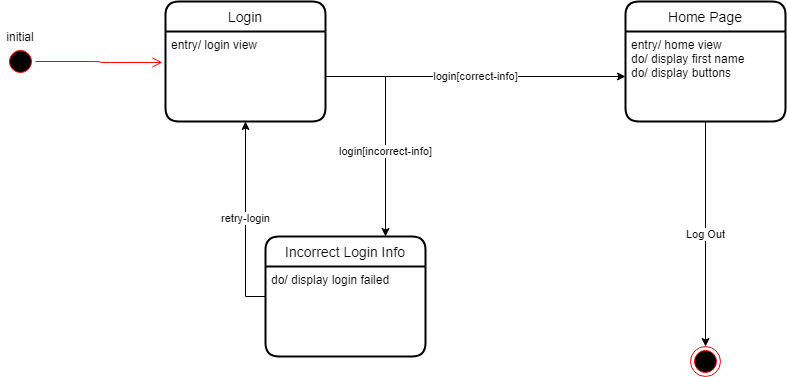 initial
Login
entry/ login view
Home Page
entry/ home view
do/ display first name
do/ display buttons
login[correct-info]
login[incorrect-info]
retry-login
Incorrect Login Info
do/ display login failed
Log Out